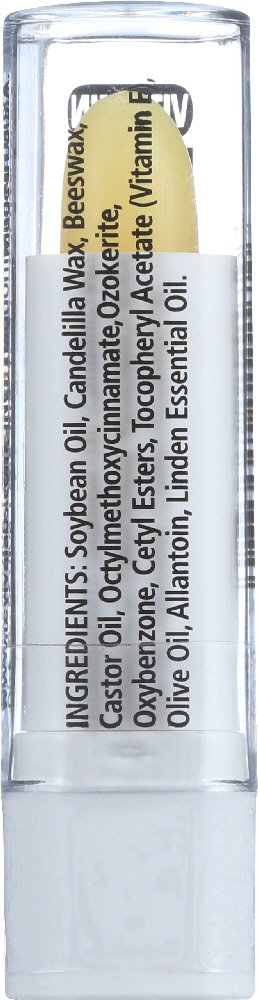 INGREDIENTS: Soybean Oil, Candelilla Wax, Beeswax,
Castor Oil, Octylmethoxycinnamate,Ozokerite,
Oxybenzone, Cetyl Esters, Tocopheryl Acetate (Vitamin E),
Olive Oil, Allantoin, Linden Essential Oil.